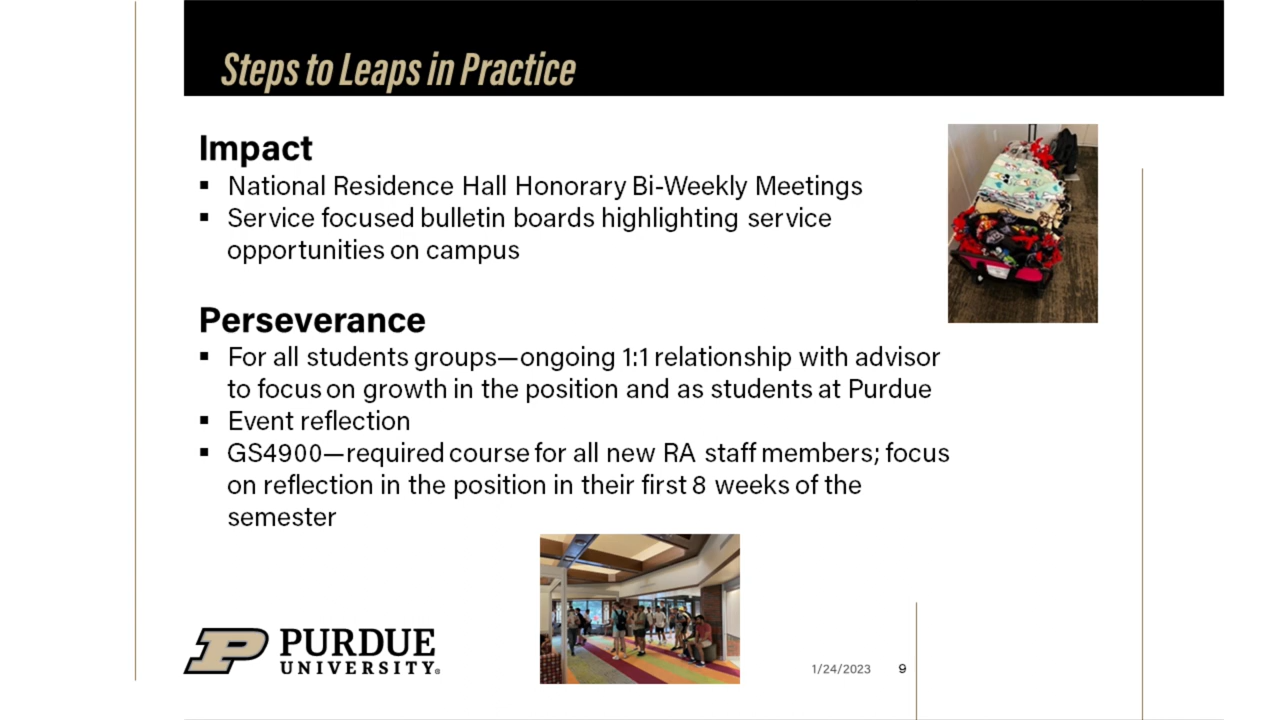 Steps to Leaps in Practice
Impact
▪ National Residence Hall Honorary Bi-Weekly Meetings
▪ Service focused bulletin boards highlighting service
opportunities on campus
Perseverance
▪ For all students groups—ongoing 1:1 relationship with advisor
to focus on growth in the position and as students at Purdue
▪ Event reflection
▪ GS4900—required course for all new RA staff members; focus
on reflection in the position in their first 8 weeks of the
semester
P PURDUE
UNIVERSITY®
1/24/2023 9